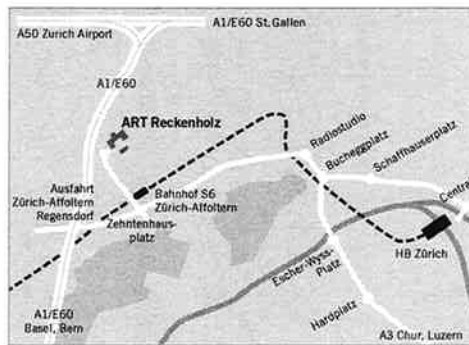 A1/E60 St. Gallen
A50 Zurich Airport
A1/E60
ART Reckenholz
Radiostudio
Bucheggplatz
Schaffhauserplatz
Ausfahrt
Zürich-Affoltern
Regensdorf
Bahnhof S6
Zürich-Affoltern
Zehntenhaus-
platz
Central
HB Zürich
Escher-Wyss-
Platz
Hardplatz
A1/E60
Basel, Bern
A3 Chur, Luzern